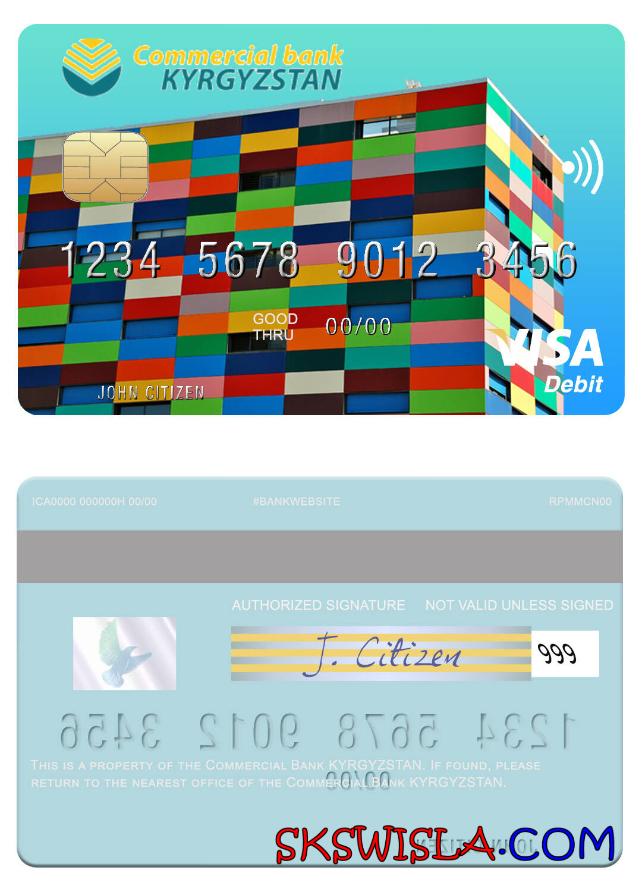 Commercial bank
KYRGYZSTAN
1234 5678 9012 3456
GOOD
THRU 00/00
VISA
Debit
JOHN CITIZEN
ICA0000 000000H 00/00 #BANKWEBSITE RPMMCN00
AUTHORIZED SIGNATURE NOT VALID UNLESS SIGNED
J. Citizen 999
1234 5678 9012 3456
THIS IS A PROPERTY OF THE COMMERCIAL BANK KYRGYZSTAN. IF FOUND, PLEASE
00/00
RETURN TO THE NEAREST OFFICE OF THE COMMERCIAL BANK KYRGYZSTAN.
JOHN CITIZEN
SKSWISLA.COM